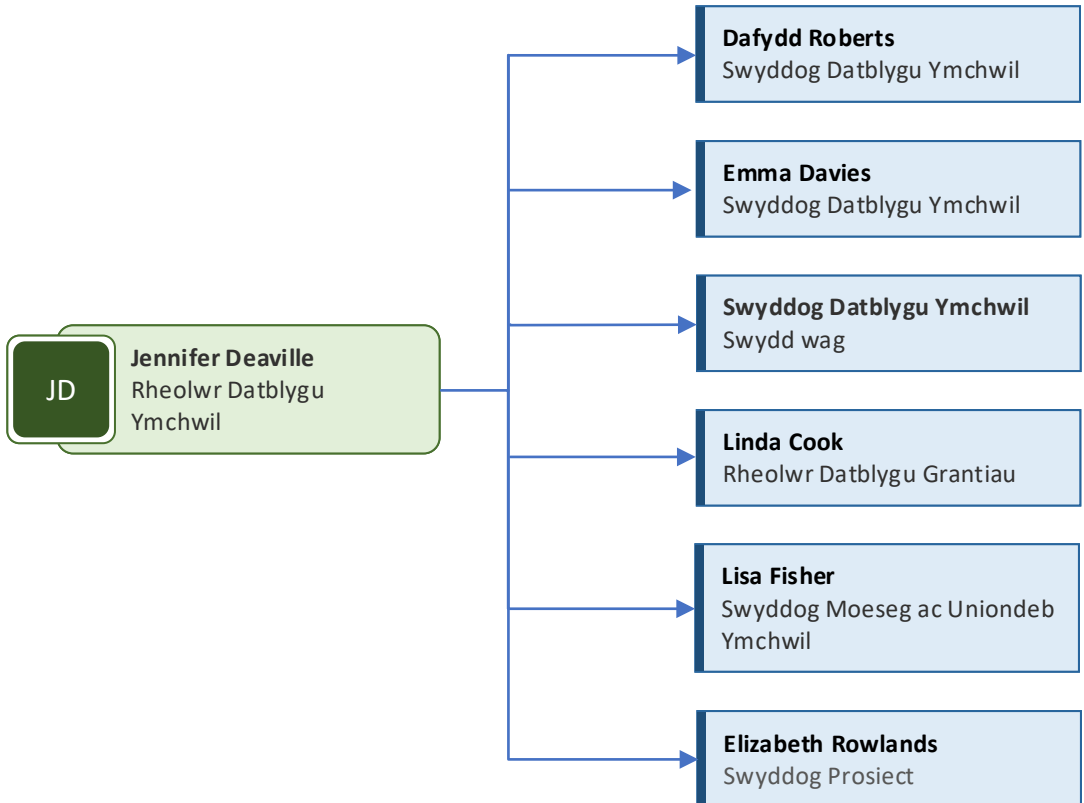 Dafydd Roberts
Swyddog Datblygu Ymchwil
Emma Davies
Swyddog Datblygu Ymchwil
Swyddog Datblygu Ymchwil
Swydd wag
JD
Jennifer Deaville
Rheolwr Datblygu
Ymchwil
Linda Cook
Rheolwr Datblygu Grantiau
Lisa Fisher
Swyddog Moeseg ac Uniondeb
Ymchwil
Elizabeth Rowlands
Swyddog Prosiect